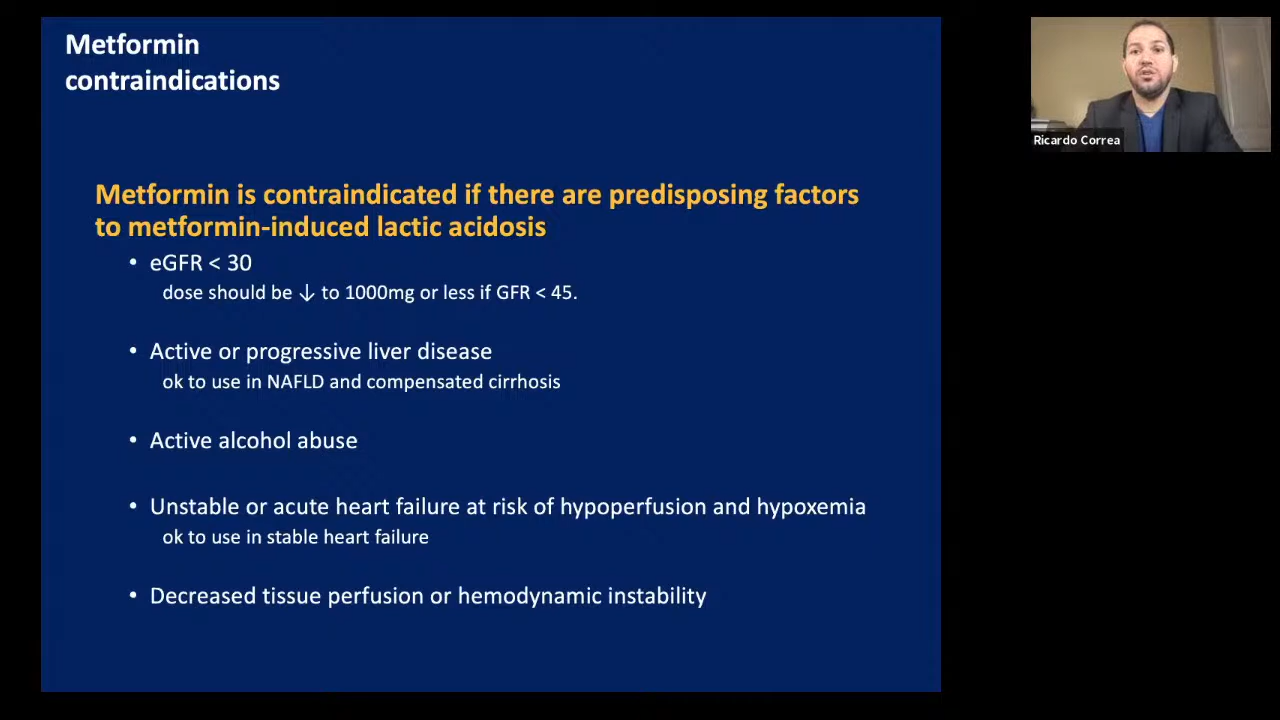 Metformin
contraindications
Metformin is contraindicated if there are predisposing factors
to metformin-induced lactic acidosis
• eGFR < 30
dose should be ↓ to 1000mg or less if GFR < 45.
• Active or progressive liver disease
ok to use in NAFLD and compensated cirrhosis
• Active alcohol abuse
• Unstable or acute heart failure at risk of hypoperfusion and hypoxemia
ok to use in stable heart failure
• Decreased tissue perfusion or hemodynamic instability
Ricardo Correa